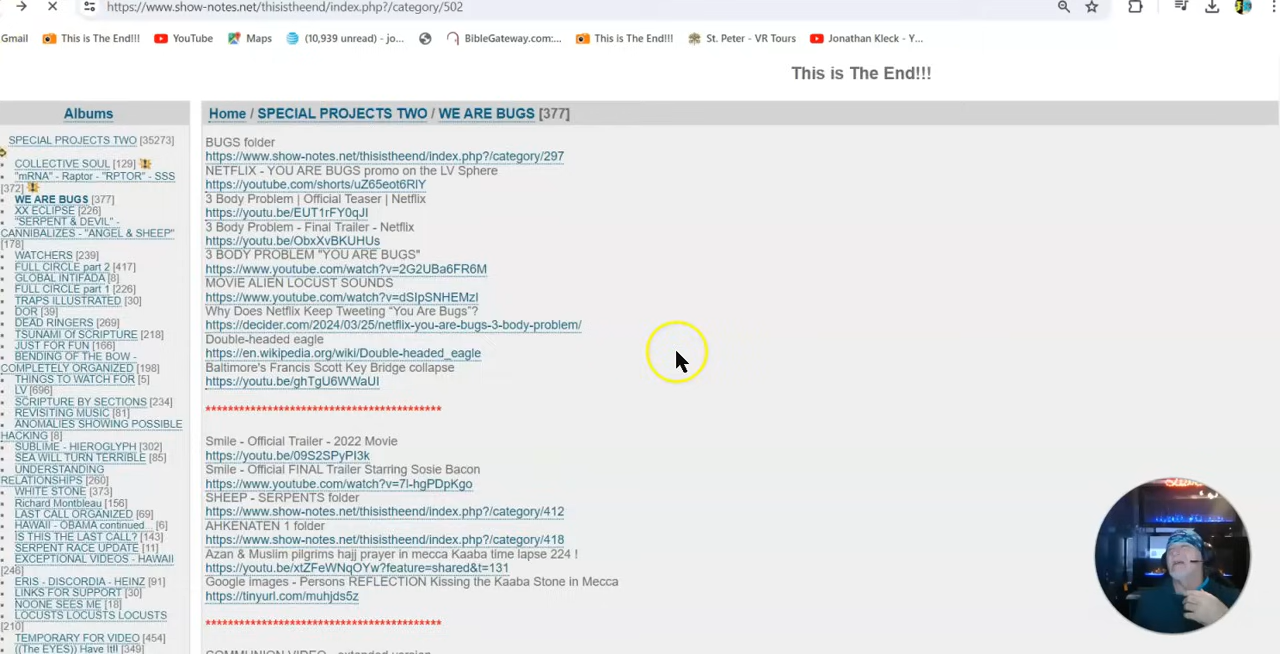 https://www.show-notes.net/thisistheend/index.php?/category/502
Gmail This is The End!!! YouTube Maps (10,939 unread) - jo... BibleGateway.com:... This is The End!!! St. Peter - VR Tours Jonathan Kleck - Y...
This is The End!!!
Albums
SPECIAL PROJECTS TWO [35273]
COLLECTIVE SOUL [129]
"mRNA" - Raptor - "RPTOR" - SSS
[372]
WE ARE BUGS [377]
XX ECLIPSE [226]
"SERPENT & DEVIL" -
CANNIBALIZES - "ANGEL & SHEEP"
[178]
WATCHERS [239]
FULL CIRCLE part 2 [417]
GLOBAL INTIFADA [8]
FULL CIRCLE part 1 [226]
TRAPS ILLUSTRATED [30]
DOR [39]
DEAD RINGERS [269]
TSUNAMI Of SCRIPTURE [218]
JUST FOR FUN [166]
BENDING OF THE BOW -
COMPLETELY ORGANIZED [198]
THINGS TO WATCH FOR [5]
LV [696]
SCRIPTURE BY SECTIONS [234]
REVISITING MUSIC [81]
ANOMALIES SHOWING POSSIBLE
HACKING [8]
SUBLIME - HIEROGLYPH [302]
SEA WILL TURN TERRIBLE [85]
UNDERSTANDING
RELATIONSHIPS [260]
WHITE STONE [373]
Richard Montbleau [156]
LAST CALL ORGANIZED [69]
HAWAII - OBAMA continued... [6]
IS THIS THE LAST CALL? [143]
SERPENT RACE UPDATE [11]
EXCEPTIONAL VIDEOS - HAWAII
[246]
ERIS - DISCORDIA - HEINZ [91]
LINKS FOR SUPPORT [30]
NOONE SEES ME [18]
LOCUSTS LOCUSTS LOCUSTS
[210]
TEMPORARY FOR VIDEO [454]
((The EYES)) Have It!! [349]
Home / SPECIAL PROJECTS TWO / WE ARE BUGS [377]
BUGS folder
https://www.show-notes.net/thisistheend/index.php?/category/297
NETFLIX - YOU ARE BUGS promo on the LV Sphere
https://youtube.com/shorts/uZ65eot6RlY
3 Body Problem | Official Teaser | Netflix
https://youtu.be/EUT1rFY0qJI
3 Body Problem - Final Trailer - Netflix
https://youtu.be/ObxXvBKUHUs
3 BODY PROBLEM "YOU ARE BUGS"
https://www.youtube.com/watch?v=2G2UBa6FR6M
MOVIE ALIEN LOCUST SOUNDS
https://www.youtube.com/watch?v=dSIpSNHEMzI
Why Does Netflix Keep Tweeting “You Are Bugs”?
https://decider.com/2024/03/25/netflix-you-are-bugs-3-body-problem/
Double-headed eagle
https://en.wikipedia.org/wiki/Double-headed_eagle
Baltimore's Francis Scott Key Bridge collapse
https://youtu.be/ghTgU6WWaUI
******************************************
Smile - Official Trailer - 2022 Movie
https://youtu.be/09S2SPyPI3k
Smile - Official FINAL Trailer Starring Sosie Bacon
https://www.youtube.com/watch?v=7I-hgPDpKgo
SHEEP - SERPENTS folder
https://www.show-notes.net/thisistheend/index.php?/category/412
AHKENATEN 1 folder
https://www.show-notes.net/thisistheend/index.php?/category/418
Azan & Muslim pilgrims hajj prayer in mecca Kaaba time lapse 224 !
https://youtu.be/xtZFeWNqOYw?feature=shared&t=131
Google images - Persons REFLECTION Kissing the Kaaba Stone in Mecca
https://tinyurl.com/muhjds5z
******************************************
COMMUNION VIDEO - extended version